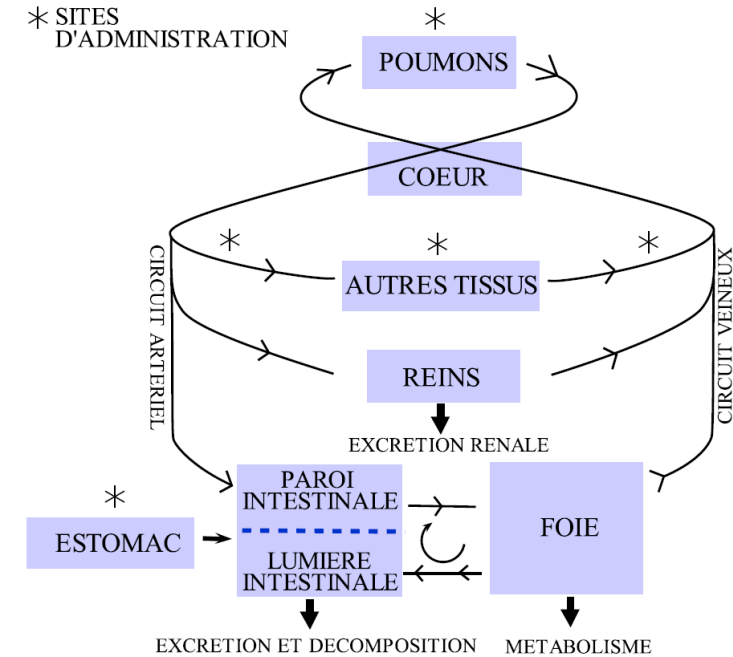 * SITES
D'ADMINISTRATION
*
POUMONS
COEUR
* * *
CIRCUIT ARTERIEL
AUTRES TISSUS
CIRCUIT VEINEUX
REINS
EXCRETION RENALE
*
ESTOMAC
PAROI
INTESTINALE
LUMIERE
INTESTINALE
FOIE
EXCRETION ET DECOMPOSITION
METABOLISME